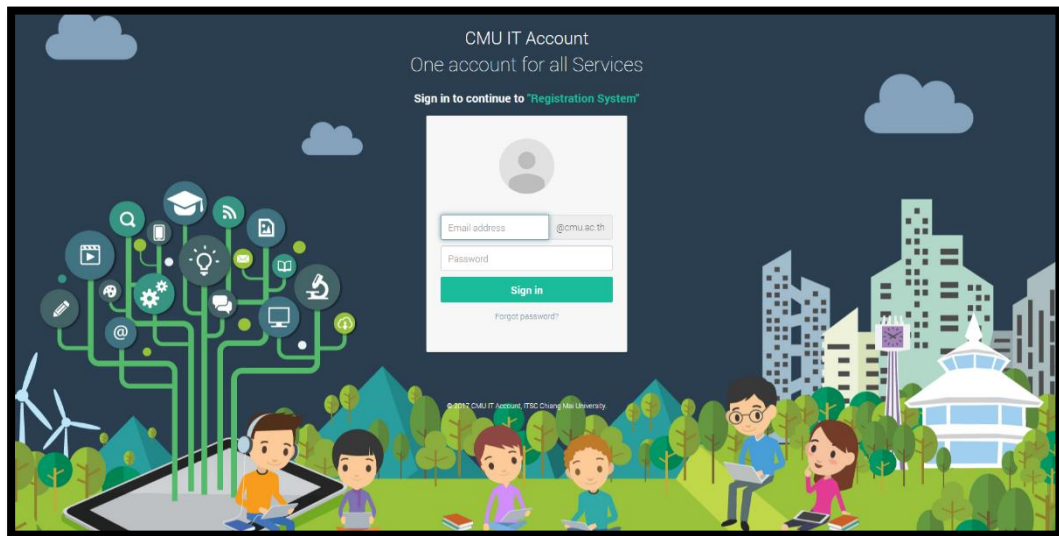 CMU IT Account
One account for all Services
Sign in to continue to "Registration System"
Email address @cmu.ac.th
Password
Sign in
Forgot password?
© 2017 CMU IT Account, ITSC Chiang Mai University.
@